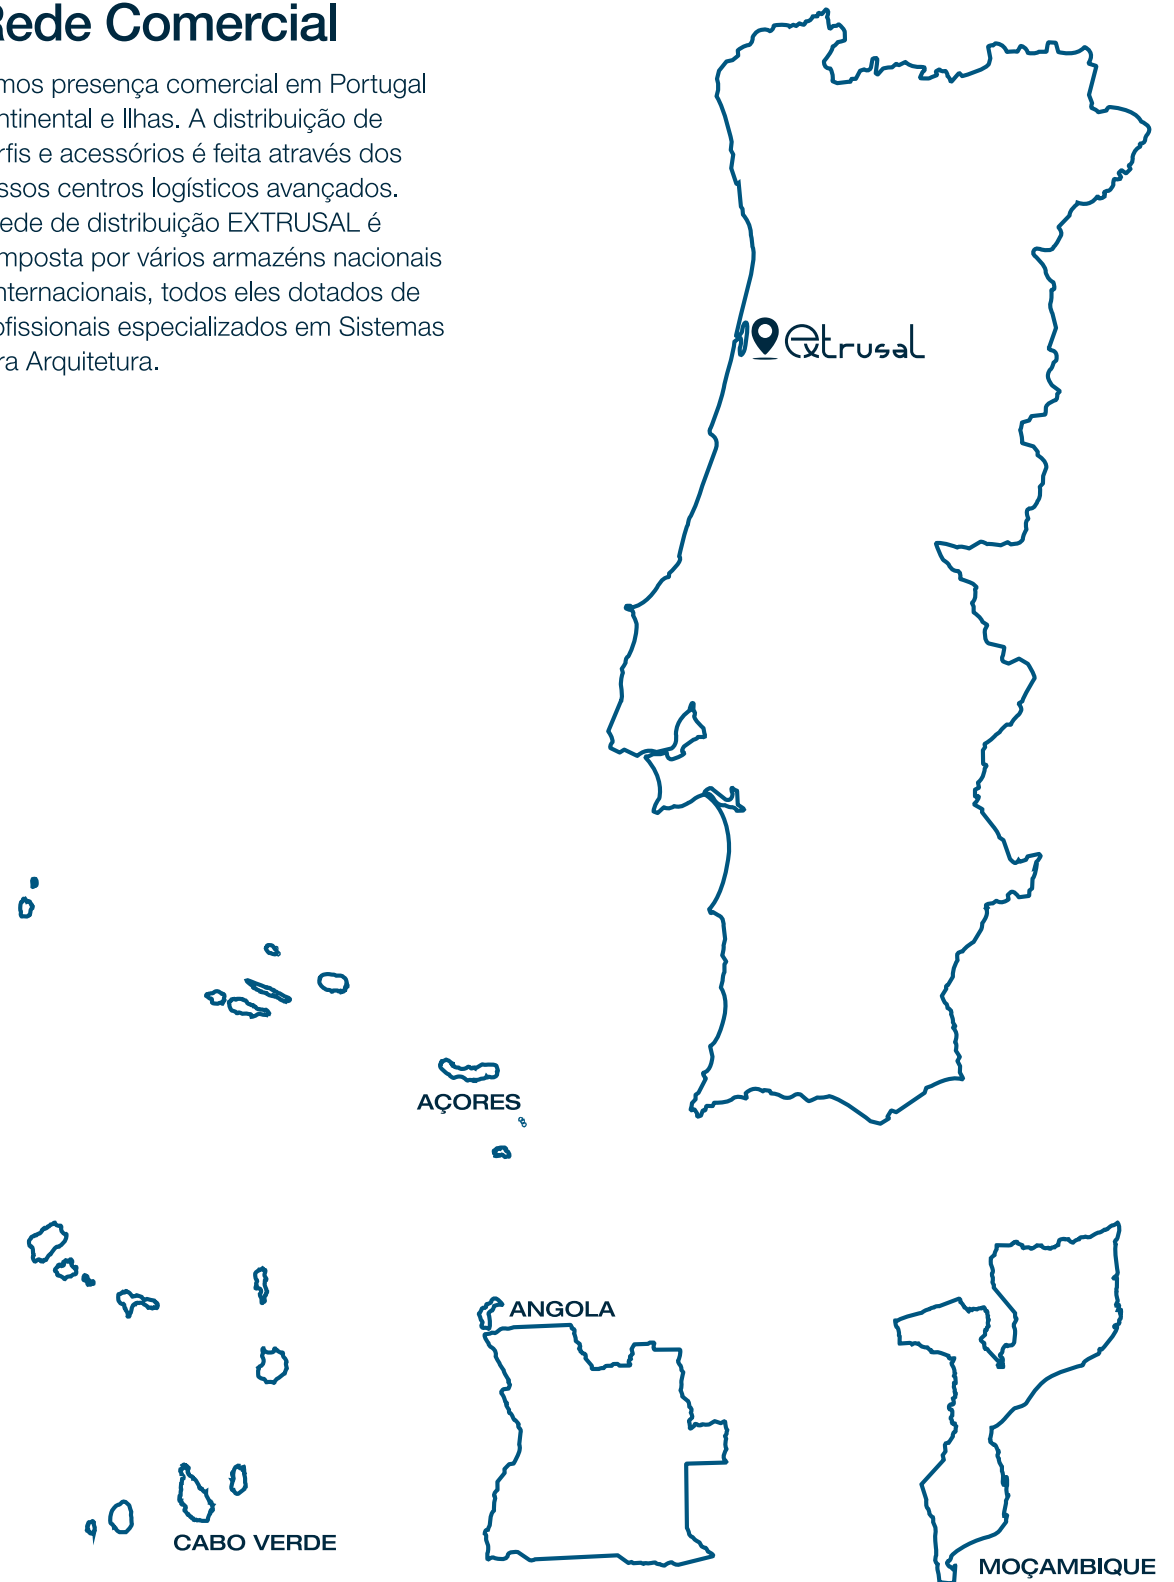 Rede Comercial
mos presença comercial em Portugal
ntinental e Ilhas. A distribuição de
rfis e acessórios é feita através dos
ssos centros logísticos avançados.
ede de distribuição EXTRUSAL é
mposta por vários armazéns nacionais
nternacionais, todos eles dotados de
ofissionais especializados em Sistemas
ra Arquitetura.
extrusal
AÇORES
ANGOLA
CABO VERDE
MOÇAMBIQUE